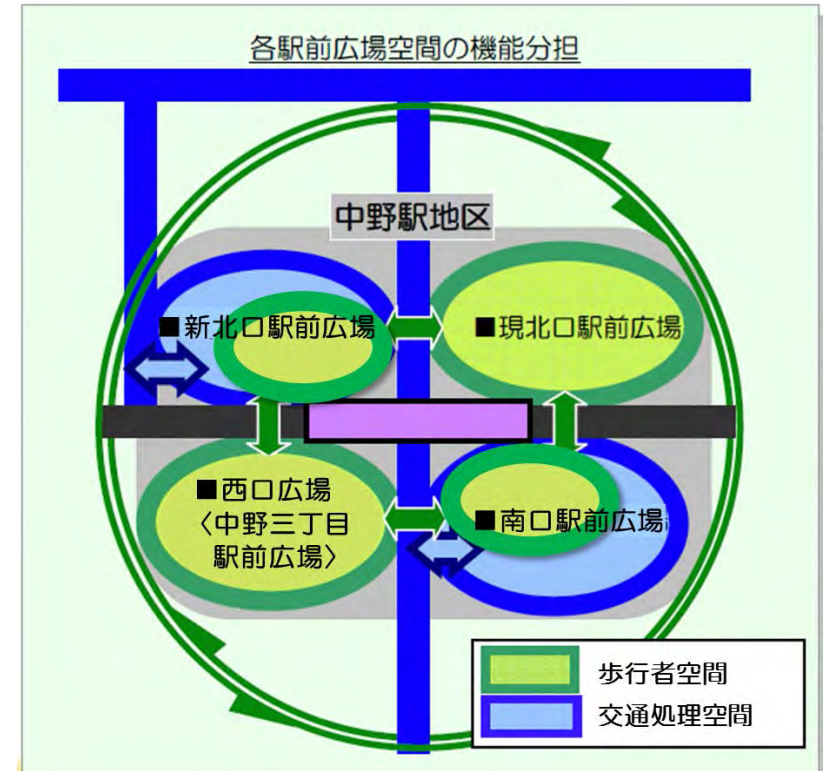 各駅前広場空間の機能分担
中野駅地区
■新北口駅前広場
■現北口駅前広場
■西口広場
〈中野三丁目
駅前広場〉
■南口駅前広場
歩行者空間
交通処理空間